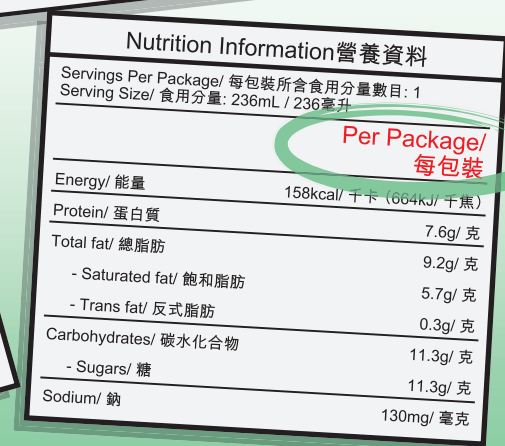 Nutrition Information營養資料
Servings Per Package/ 每包裝所含食用分量數目: 1
Serving Size/ 食用分量: 236mL / 236毫升
Per Package/
每包裝
Energy/ 能量 158kcal/ 千卡 (664kJ/ 千焦)
Protein/ 蛋白質 7.6g/ 克
Total fat/ 總脂肪 9.2g/ 克
- Saturated fat/ 飽和脂肪 5.7g/ 克
- Trans fat/ 反式脂肪 0.3g/ 克
Carbohydrates/ 碳水化合物 11.3g/ 克
- Sugars/ 糖 11.3g/ 克
Sodium/ 鈉 130mg/ 毫克